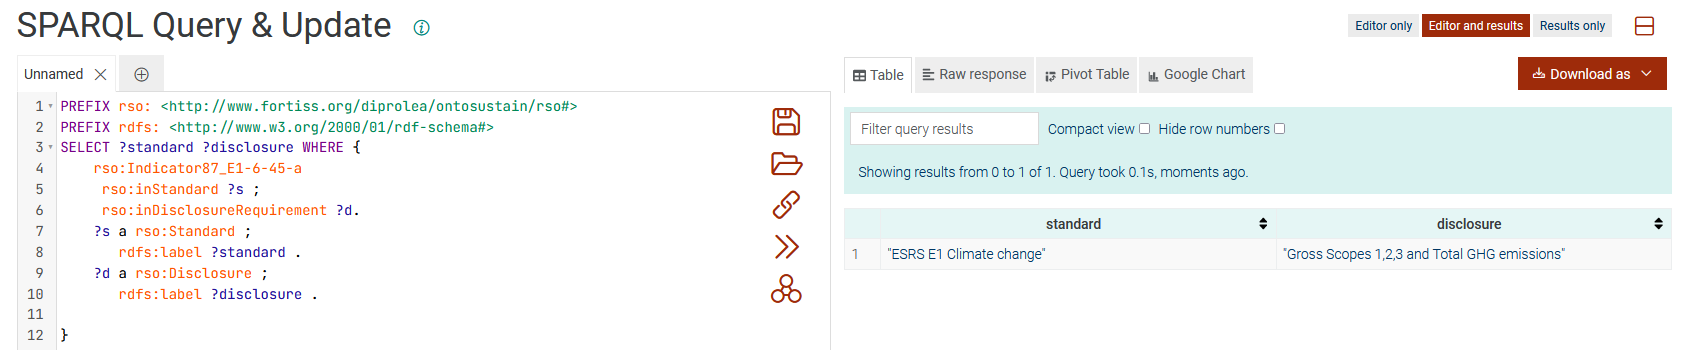 SPARQL Query & Update
Editor only Editor and results Results only
Unnamed
Table Raw response Pivot Table Google Chart Download as
1 PREFIX rso: <http://www.fortiss.org/diprolea/ontosustain/rso#>
2 PREFIX rdfs: <http://www.w3.org/2000/01/rdf-schema#>
3 SELECT ?standard ?disclosure WHERE {
4 rso:Indicator87_E1-6-45-a
5 rso:inStandard ?s ;
6 rso:inDisclosureRequirement ?d.
7 ?s a rso:Standard ;
8 rdfs:label ?standard .
9 ?d a rso:Disclosure ;
10 rdfs:label ?disclosure .
11
12 }
Filter query results Compact view Hide row numbers
Showing results from 0 to 1 of 1. Query took 0.1s, moments ago.
standard disclosure
1 "ESRS E1 Climate change" "Gross Scopes 1,2,3 and Total GHG emissions"